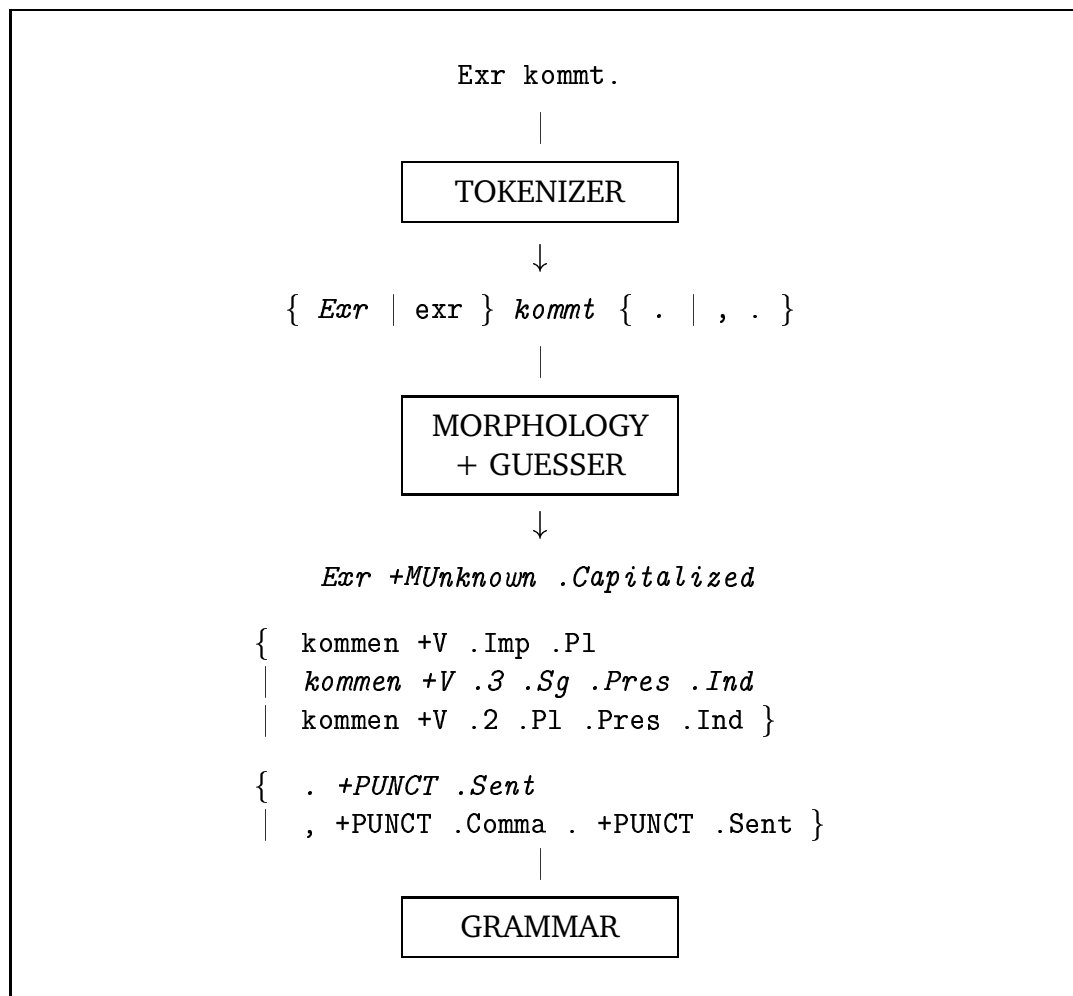 Exr kommt.
TOKENIZER
{ Exr | exr } kommt { . | , . }
MORPHOLOGY
+ GUESSER
Exr +MUnknown .Capitalized
{ kommen +V .Imp .Pl
| kommen +V .3 .Sg .Pres .Ind
| kommen +V .2 .Pl .Pres .Ind }
{ . +PUNCT .Sent
| , +PUNCT .Comma . +PUNCT .Sent }
GRAMMAR